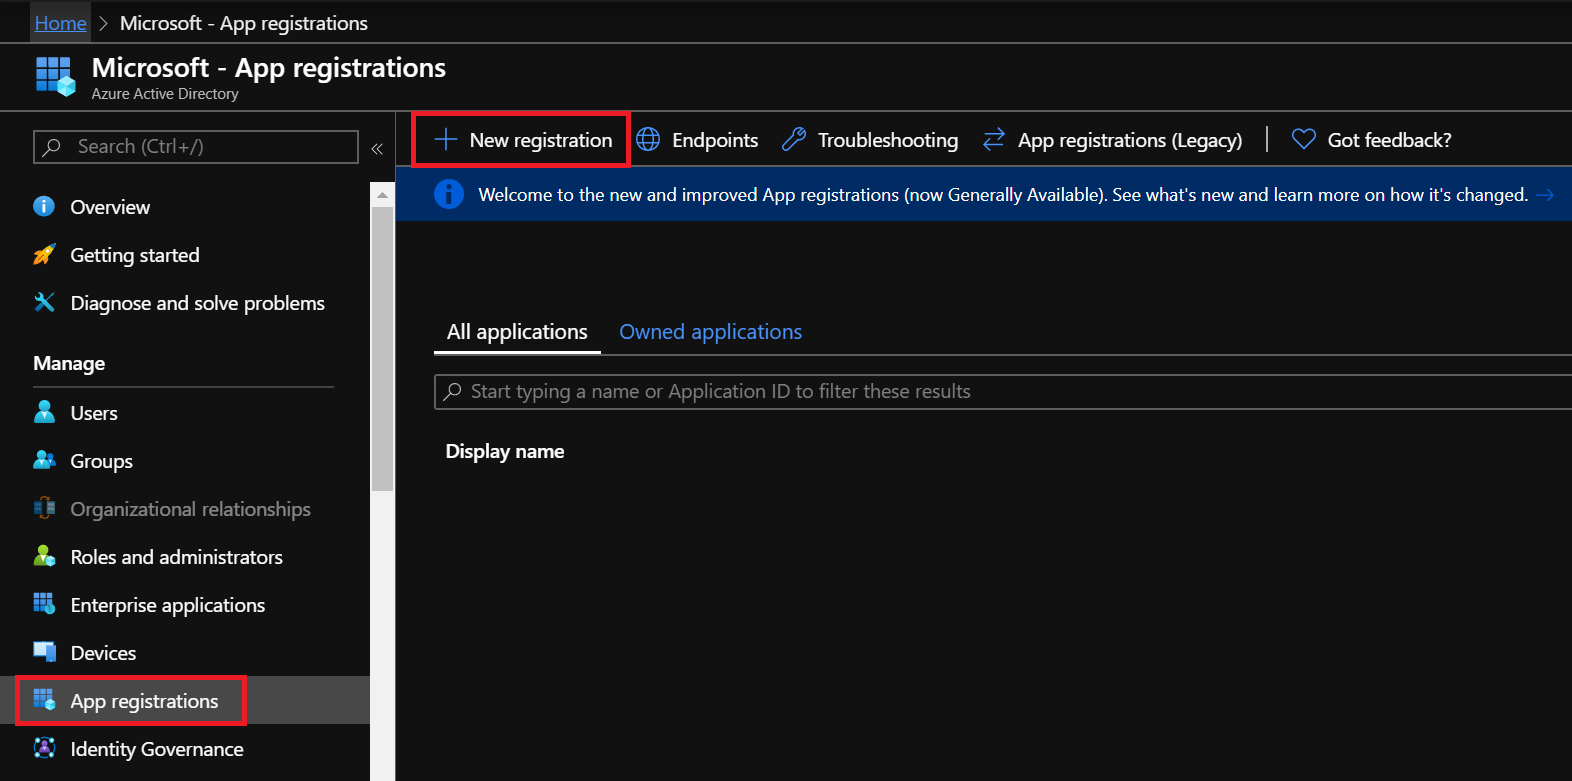 Home > Microsoft - App registrations
Microsoft - App registrations
Azure Active Directory
Search (Ctrl+/)
«
Overview
Getting started
Diagnose and solve problems
Manage
Users
Groups
Organizational relationships
Roles and administrators
Enterprise applications
Devices
App registrations
Identity Governance
New registration Endpoints Troubleshooting App registrations (Legacy) Got feedback?
Welcome to the new and improved App registrations (now Generally Available). See what's new and learn more on how it's changed. →
All applications Owned applications
Start typing a name or Application ID to filter these results
Display name